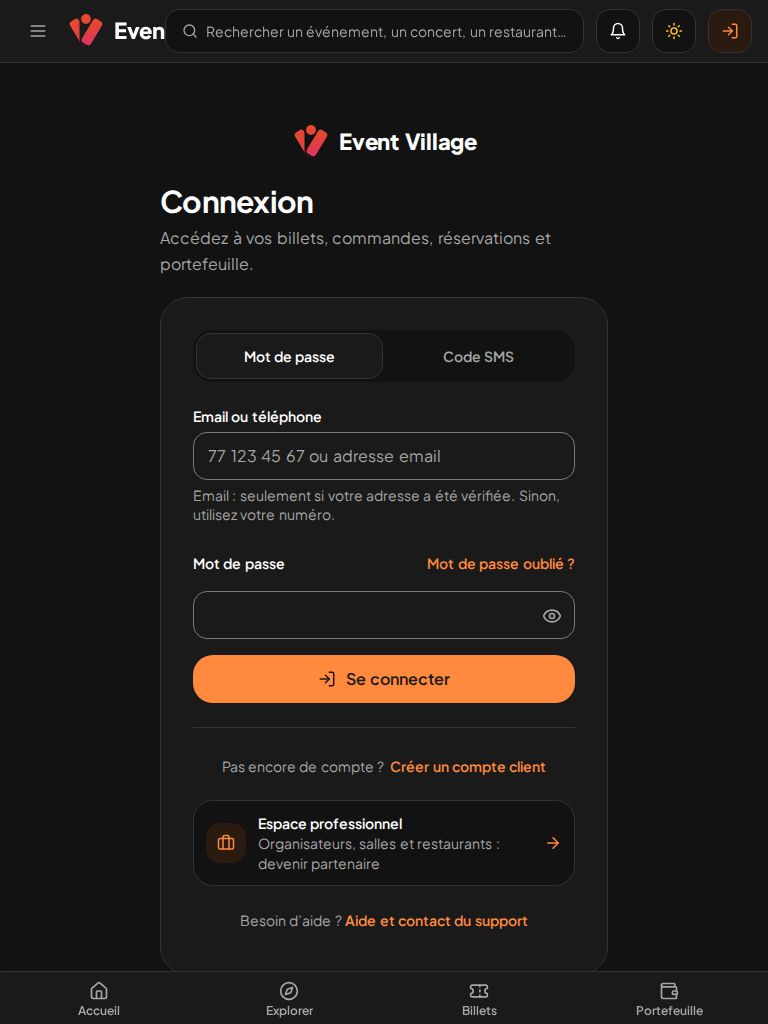 Even
Rechercher un événement, un concert, un restaurant...
Event Village
Connexion
Accédez à vos billets, commandes, réservations et
portefeuille.
Mot de passe
Code SMS
Email ou téléphone
77 123 45 67 ou adresse email
Email : seulement si votre adresse a été vérifiée. Sinon,
utilisez votre numéro.
Mot de passe
Mot de passe oublié ?
Se connecter
Pas encore de compte ? Créer un compte client
Espace professionnel
Organisateurs, salles et restaurants :
devenir partenaire
Besoin d'aide ? Aide et contact du support
Accueil
Explorer
Billets
Portefeuille